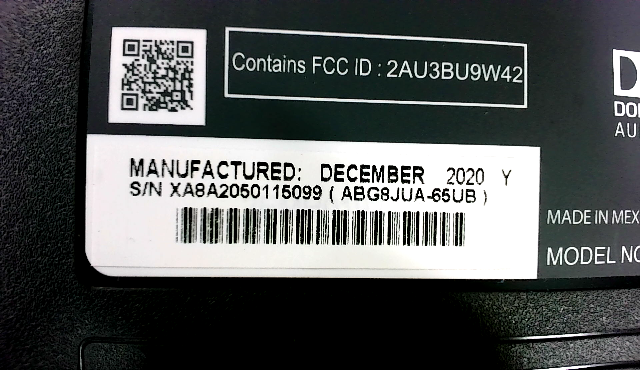 Contains FCC ID : 2AU3BU9W42
MANUFACTURED: DECEMBER 2020 Y
S/N XA8A2050115099 ( ABG8JUA-65UB )
MADE IN MEX
MODEL NO
AU